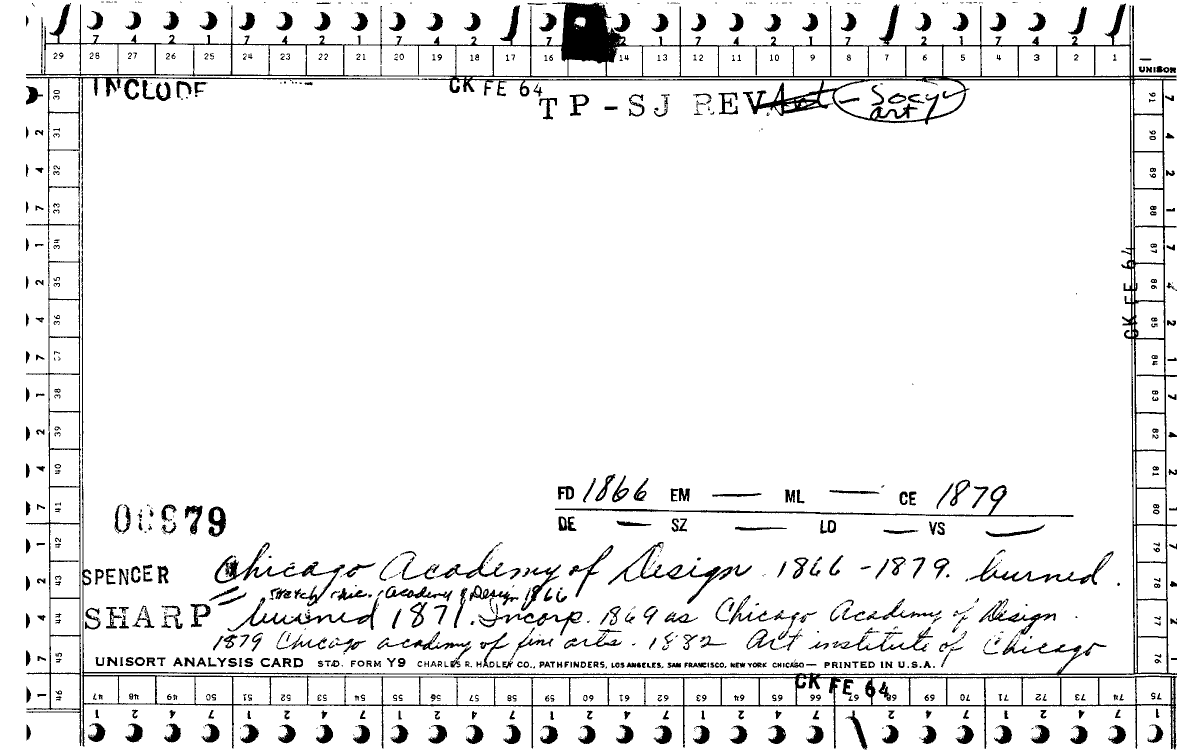 7 4 2 1 7 4 2 1 7 4 2 1 7 2 1 7 4 2 1 7 4 2 1 7 4 2 1
29 28 27 26 25 24 23 22 21 20 19 18 17 16 14 13 12 11 10 9 8 7 6 5 4 3 2 1 UNISOR
INCLUDE CK FE 64 TP-SJ REV Art - Socy- art
30 31 32 33 34 35 36 37 38 39 40 41 42 43 44 45 46
91 90 89 88 87 86 85 84 83 82 81 80 79 78 77 76 75
CK FE 64
FD 1866 EM — ML — CE 1879
DE — SZ — LO — VS —
SPENCER Chicago Academy of Design 1866 - 1879. burned.
Sketch Chic. Academy of Design 1866
SHARP burned 1871. Incorp. 1869 as Chicago Academy of Design.
1879 Chicago academy of fine arts. 1882 Art institute of Chicago
UNISORT ANALYSIS CARD STD. FORM Y9 CHARLES R. HADLEY CO., PATHFINDERS, LOS ANGELES, SAN FRANCISCO, NEW YORK CHICAGO — PRINTED IN U.S.A.
CK FE 64
47 48 49 50 51 52 53 54 55 56 57 58 59 60 61 62 63 64 65 66 67 68 69 70 71 72 73 74 75
1 2 4 7 1 2 4 7 1 2 4 7 1 2 4 7 1 2 4 7 1 2 4 7 1 2 4 7 1